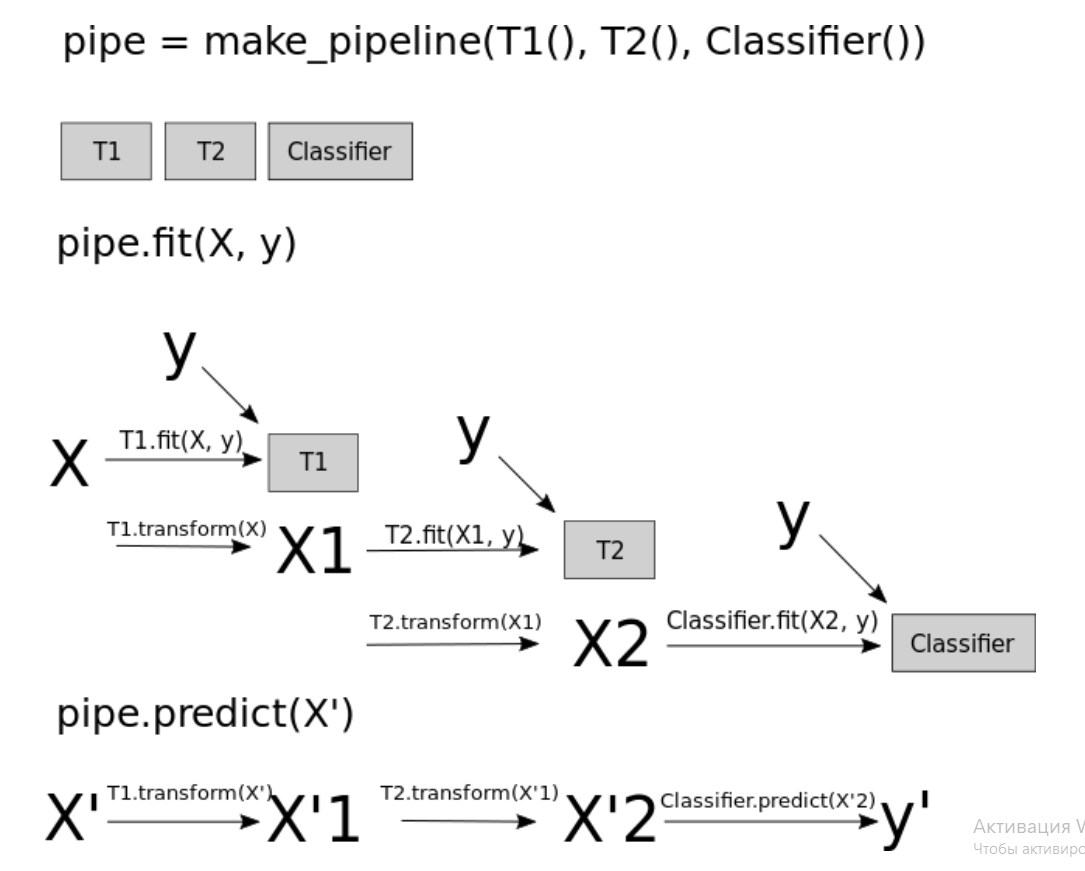 pipe = make_pipeline(T1(), T2(), Classifier())
T1 T2 Classifier
pipe.fit(X, y)
y
X T1.fit(X, y) T1
y
T1.transform(X) X1 T2.fit(X1, y) T2
y
T2.transform(X1) X2 Classifier.fit(X2, y) Classifier
pipe.predict(X')
X' T1.transform(X') X'1 T2.transform(X'1) X'2 Classifier.predict(X'2) y'
Активация